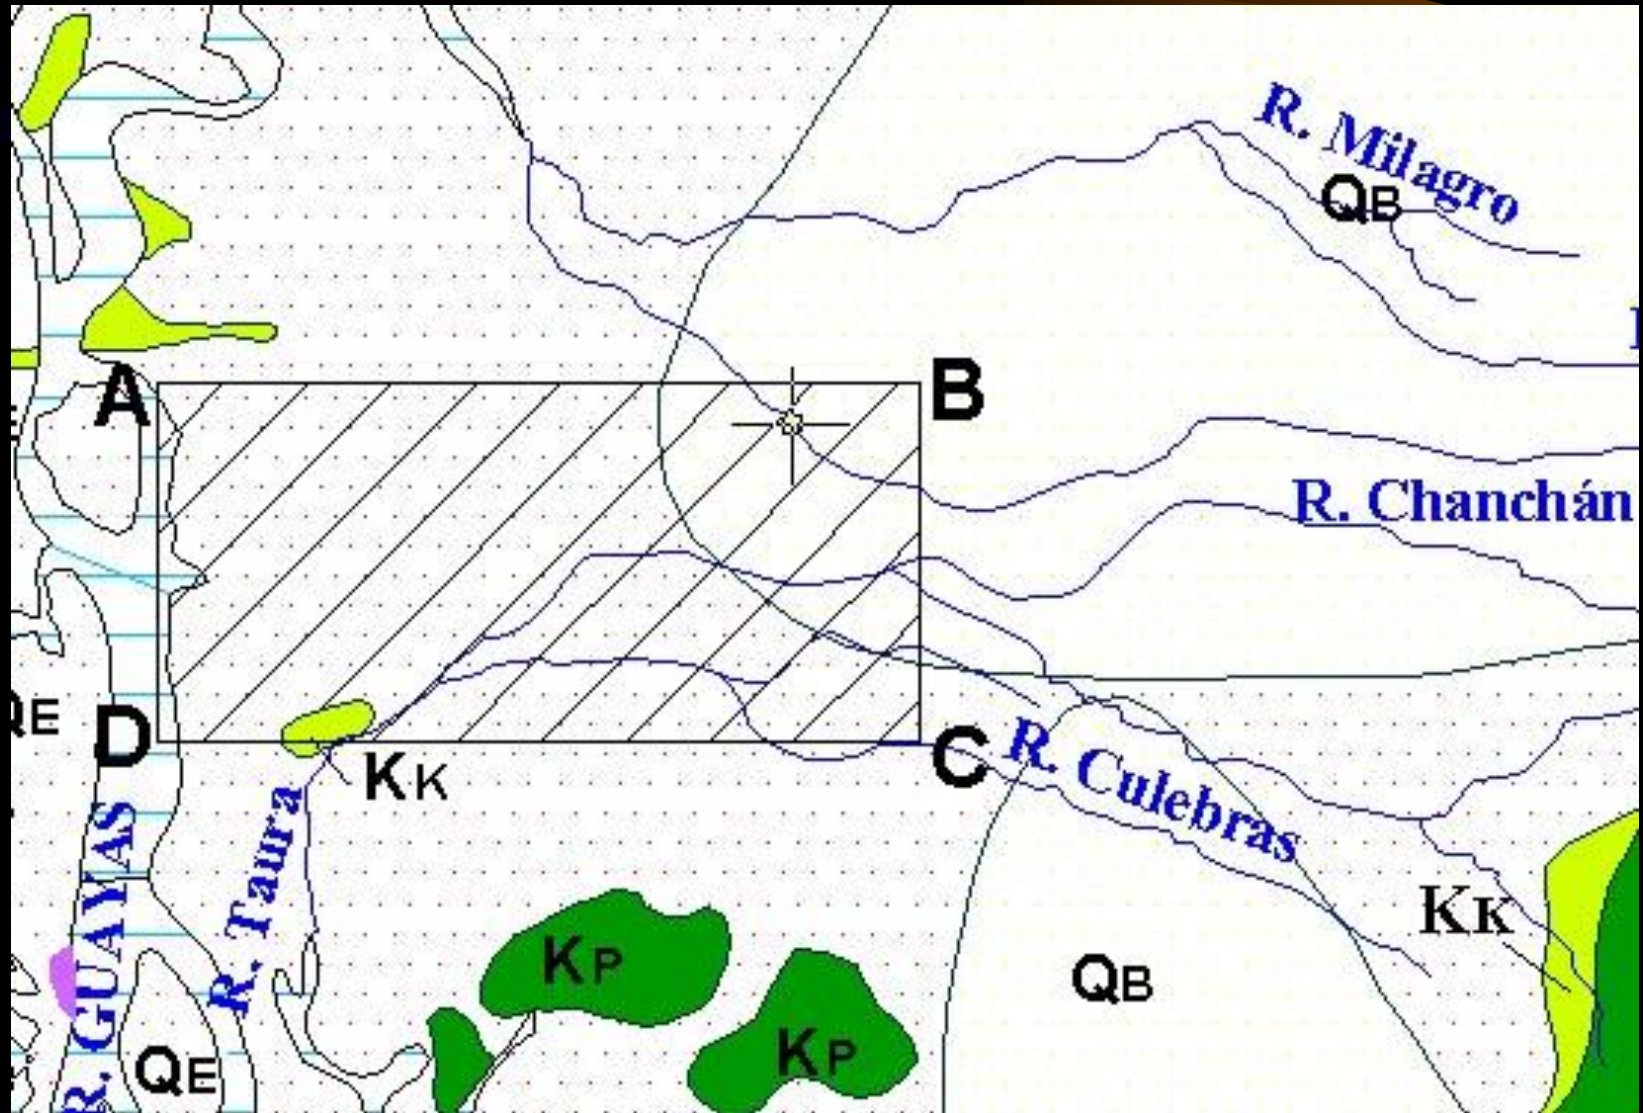 R. Milagro
QB
A
B
R. Chanchán
QE
D
C
KK
R. Culebras
R. GUAYAS
R. Taura
KK
KP
QB
KP
QE